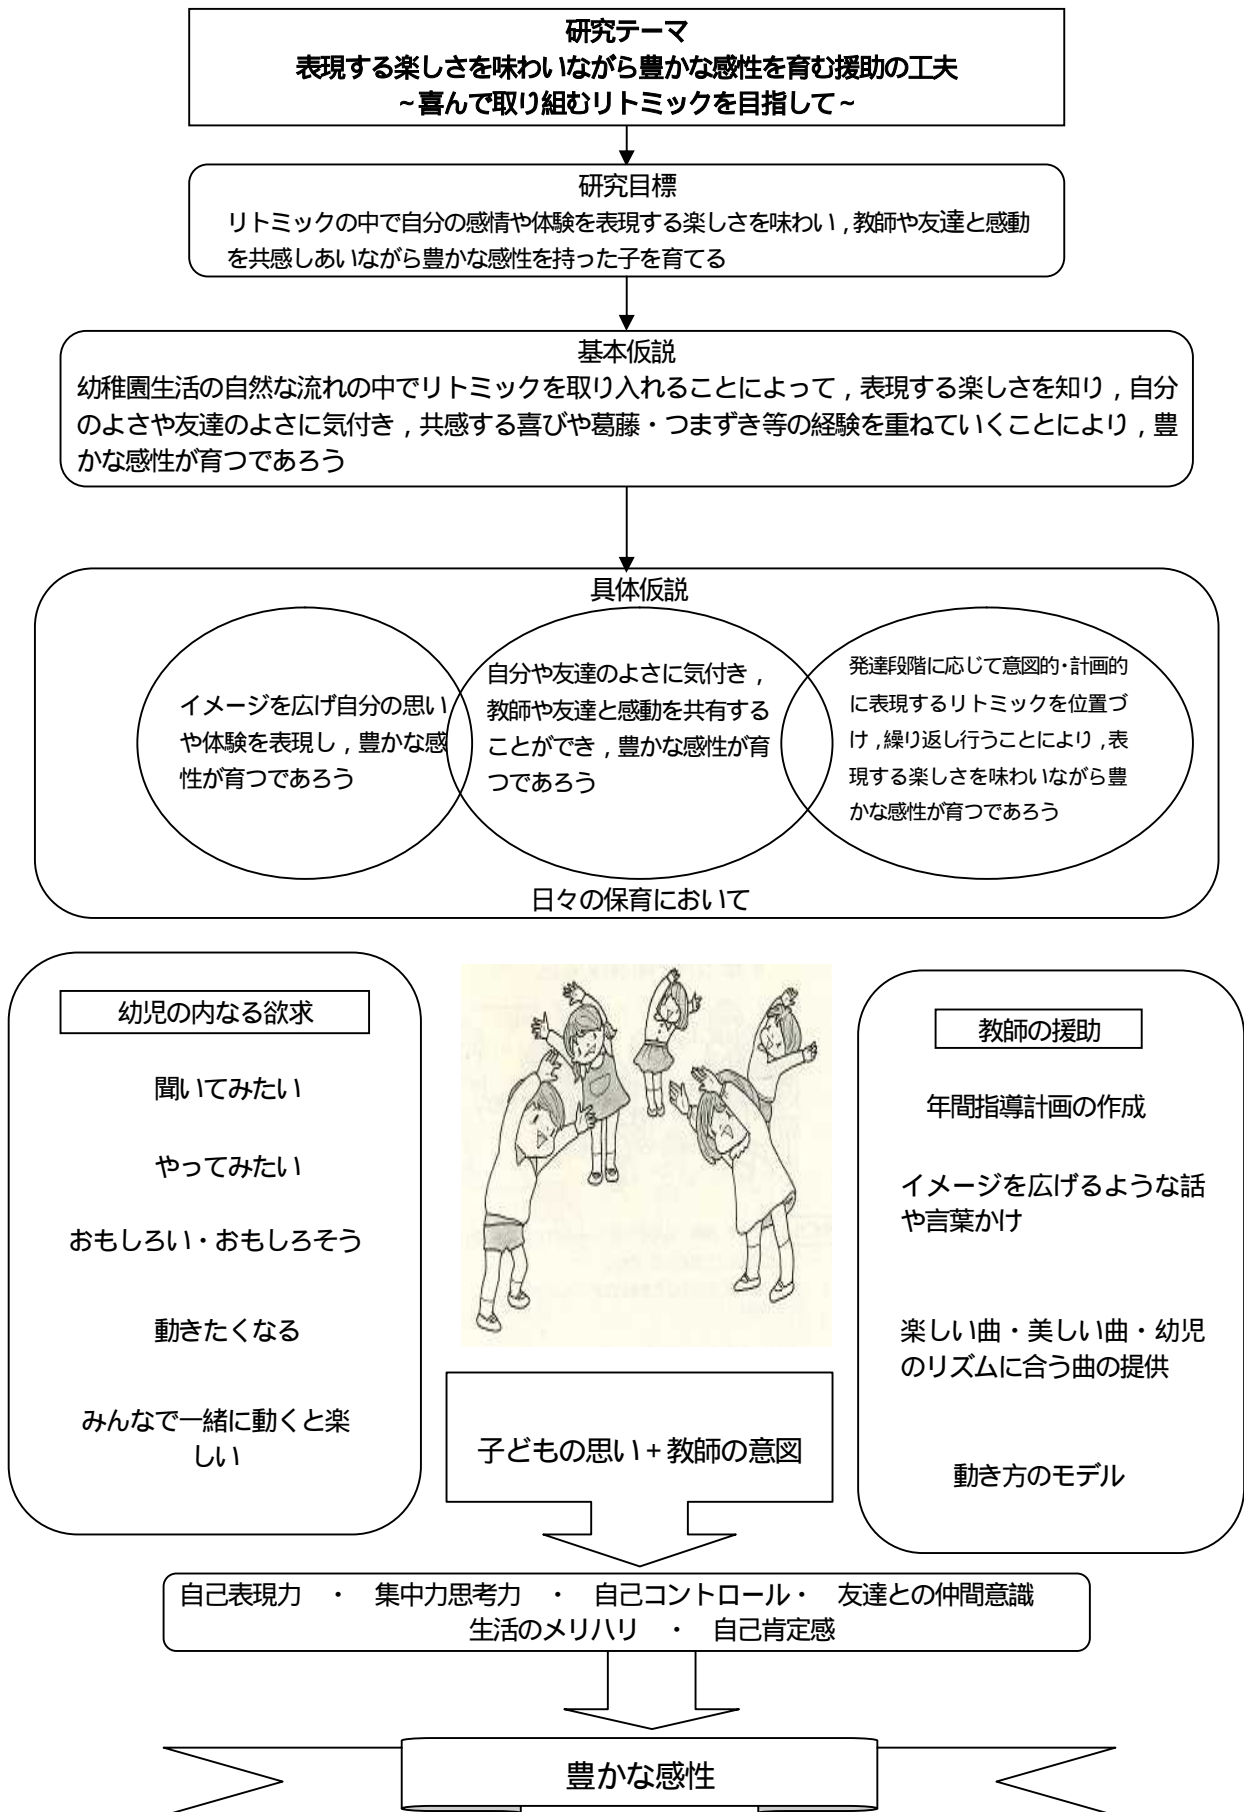 研究テーマ
表現する楽しさを味わいながら豊かな感性を育む援助の工夫
~喜んで取り組むリトミックを目指して~
研究目標
リトミックの中で自分の感情や体験を表現する楽しさを味わい,教師や友達と感動
を共感しあいながら豊かな感性を持った子を育てる
基本仮説
幼稚園生活の自然な流れの中でリトミックを取り入れることによって,表現する楽しさを知り,自分
のよさや友達のよさに気付き,共感する喜びや葛藤・つまずき等の経験を重ねていくことにより,豊
かな感性が育つであろう
具体仮説
イメージを広げ自分の思い
や体験を表現し,豊かな感
性が育つであろう
自分や友達のよさに気付き,
教師や友達と感動を共有する
ことができ,豊かな感性が育
つであろう
発達段階に応じて意図的・計画的
に表現するリトミックを位置づ
け,繰り返し行うことにより,表
現する楽しさを味わいながら豊
かな感性が育つであろう
日々の保育において
幼児の内なる欲求
聞いてみたい
やってみたい
おもしろい・おもしろそう
動きたくなる
みんなで一緒に動くと楽
しい
教師の援助
年間指導計画の作成
イメージを広げるような話
や言葉かけ
楽しい曲・美しい曲・幼児
のリズムに合う曲の提供
動き方のモデル
子どもの思い+教師の意図
自己表現力 ・ 集中力思考力 ・ 自己コントロール・ 友達との仲間意識
生活のメリハリ ・ 自己肯定感
豊かな感性